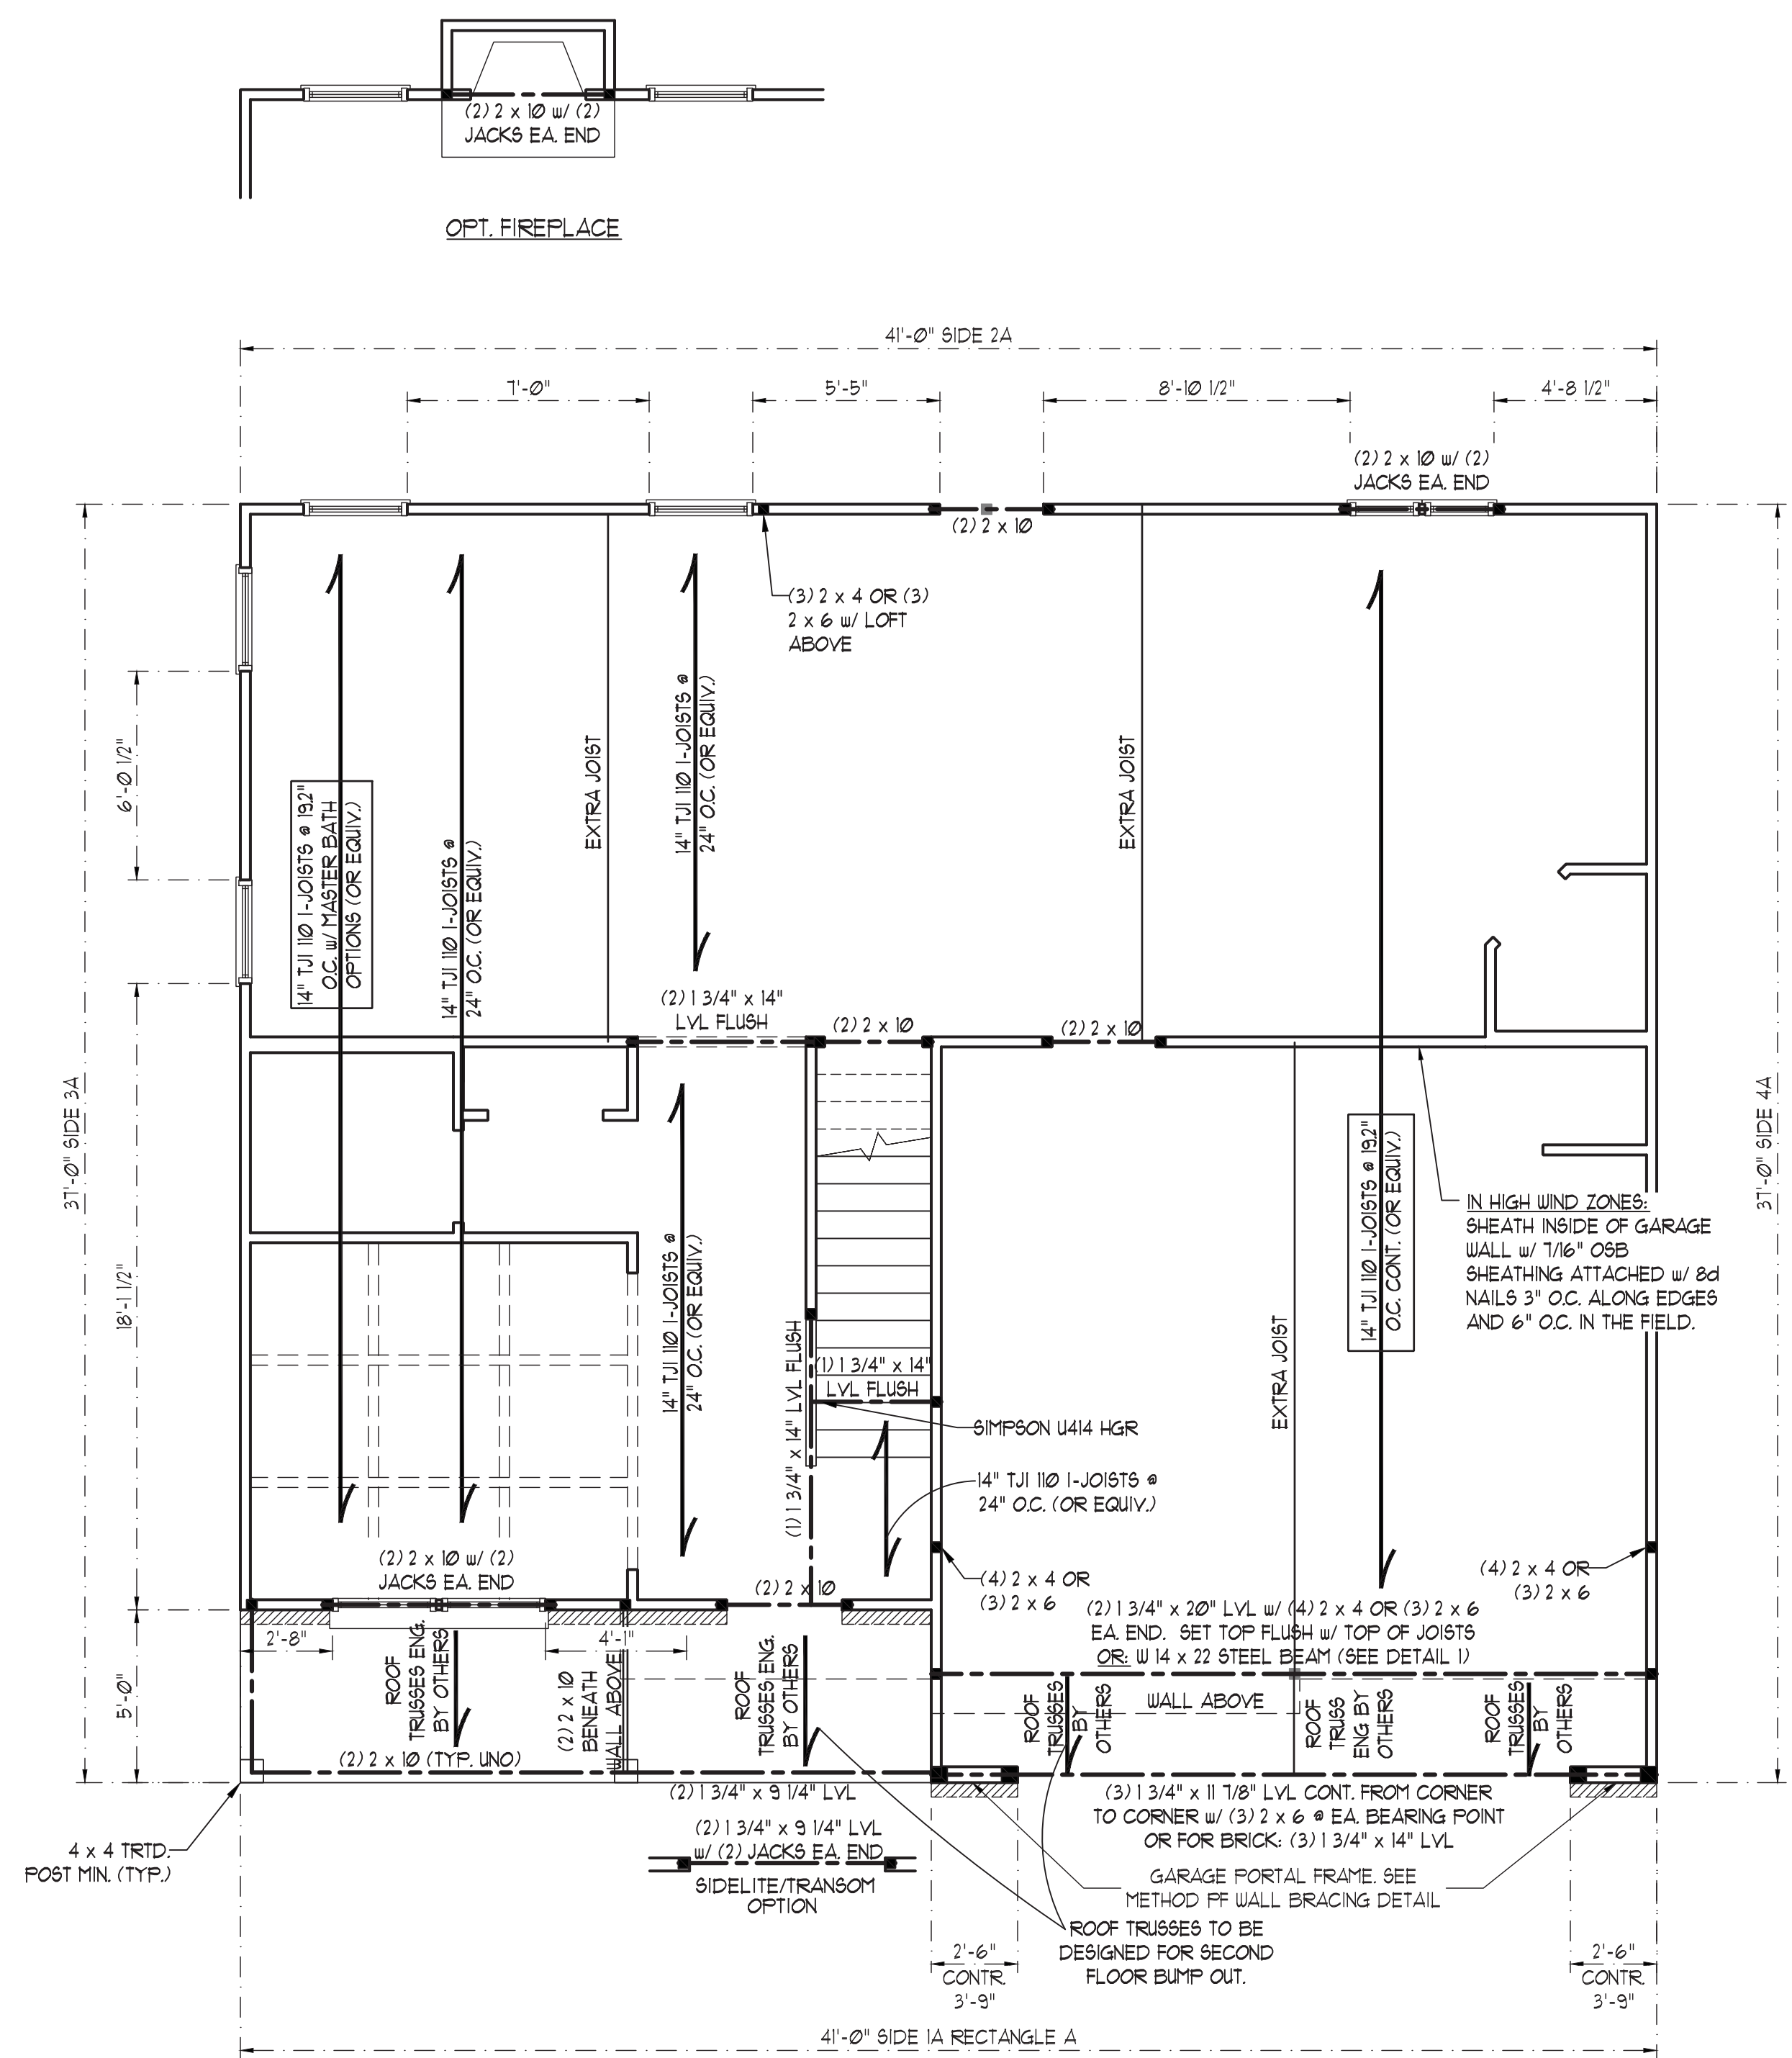 (2) 2 x 10 w/ (2)
JACKS EA. END
OPT. FIREPLACE
41'-0" SIDE 2A
7'-0"
5'-5"
8'-10 1/2"
4'-8 1/2"
(2) 2 x 10 w/ (2)
JACKS EA. END
(2) 2 x 10
(3) 2 x 4 OR (3)
2 x 6 w/ LOFT
ABOVE
37'-0" SIDE 3A
6'-0 1/2"
18'-1 1/2"
5'-0"
14" TJI 110 I-JOISTS @ 19.2"
O.C. w/ MASTER BATH
OPTIONS (OR EQUIV.)
14" TJI 110 I-JOISTS @
24" O.C. (OR EQUIV.)
EXTRA JOIST
14" TJI 110 I-JOISTS @
24" O.C. (OR EQUIV.)
EXTRA JOIST
37'-0" SIDE 4A
(2) 1 3/4" x 14"
LVL FLUSH
(2) 2 x 10
(2) 2 x 10
14" TJI 110 I-JOISTS @
24" O.C. (OR EQUIV.)
(1) 1 3/4" x 14" LVL FLUSH
(1) 1 3/4" x 14"
LVL FLUSH
SIMPSON U414 HGR
14" TJI 110 I-JOISTS @
24" O.C. (OR EQUIV.)
EXTRA JOIST
14" TJI 110 I-JOISTS @ 19.2"
O.C. CONT. (OR EQUIV.)
IN HIGH WIND ZONES:
SHEATH INSIDE OF GARAGE
WALL w/ 7/16" OSB
SHEATHING ATTACHED w/ 8d
NAILS 3" O.C. ALONG EDGES
AND 6" O.C. IN THE FIELD.
(2) 2 x 10 w/ (2)
JACKS EA. END
(2) 2 x 10
(4) 2 x 4 OR
(3) 2 x 6
(4) 2 x 4 OR
(3) 2 x 6
(2) 1 3/4" x 20" LVL w/ (4) 2 x 4 OR (3) 2 x 6
EA. END. SET TOP FLUSH w/ TOP OF JOISTS
OR: W 14 x 22 STEEL BEAM (SEE DETAIL 1)
2'-8"
4'-1"
ROOF
TRUSSES ENG.
BY OTHERS
(2) 2 x 10
BENEATH
WALL ABOVE
ROOF
TRUSSES ENG.
BY OTHERS
ROOF
TRUSSES
BY
OTHERS
WALL ABOVE
ROOF
TRUSS
ENG BY
OTHERS
ROOF
TRUSSES
BY
OTHERS
(2) 2 x 10 (TYP. UNO)
(2) 1 3/4" x 9 1/4" LVL
(3) 1 3/4" x 11 7/8" LVL CONT. FROM CORNER
TO CORNER w/ (3) 2 x 6 @ EA. BEARING POINT
OR FOR BRICK: (3) 1 3/4" x 14" LVL
4 x 4 TRTD.
POST MIN. (TYP.)
(2) 1 3/4" x 9 1/4" LVL
w/ (2) JACKS EA. END
SIDELITE/TRANSOM
OPTION
GARAGE PORTAL FRAME. SEE
METHOD PF WALL BRACING DETAIL
ROOF TRUSSES TO BE
DESIGNED FOR SECOND
FLOOR BUMP OUT.
2'-6"
CONTR.
3'-9"
2'-6"
CONTR.
3'-9"
41'-0" SIDE 1A RECTANGLE A